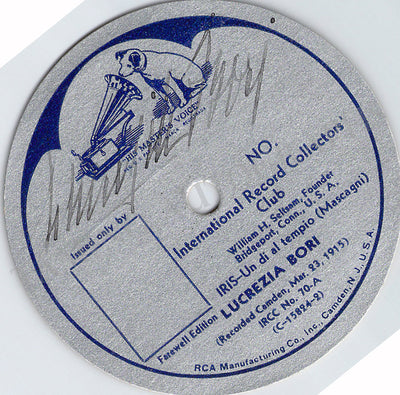 "HIS MASTER'S VOICE"
NO.
Issued only by
International Record Collectors'
Club
William H. Seltsam, Founder
Bridgeport, Conn., U. S. A.
IRIS-Un dì al tempio (Mascagni)
LUCREZIA BORI
(Recorded Camden, Mar. 23, 1915)
Farewell Edition
IRCC No. 70-A
(C-15824-2)
RCA Manufacturing Co., Inc., Camden, N. J., U.S.A.